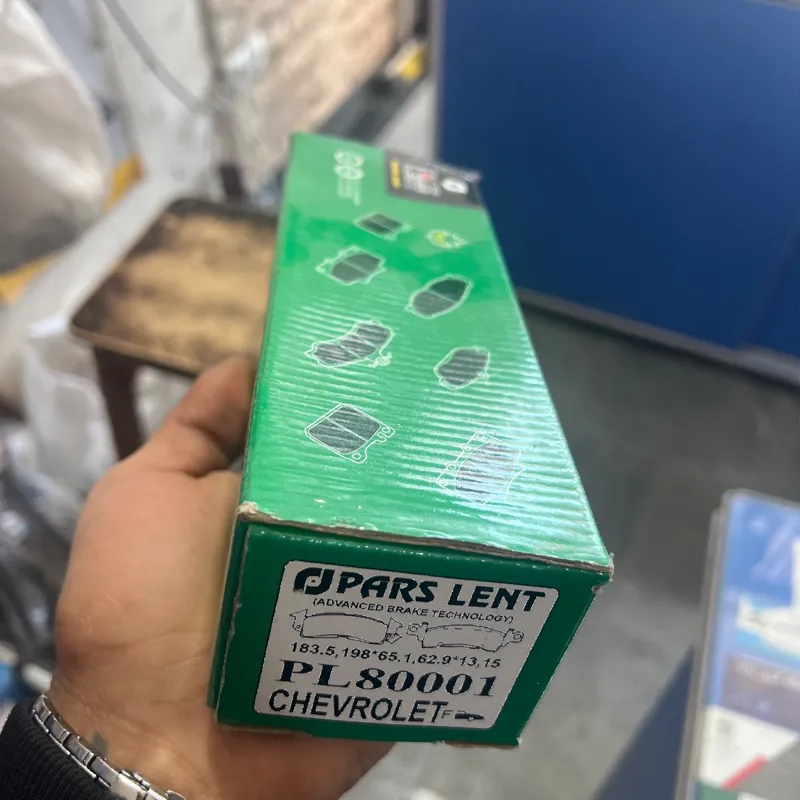 PARS LENT
(ADVANCED BRAKE TECHNOLOGY)
183.5,198*65.1,62.9*13,15
PL80001
CHEVROLET F